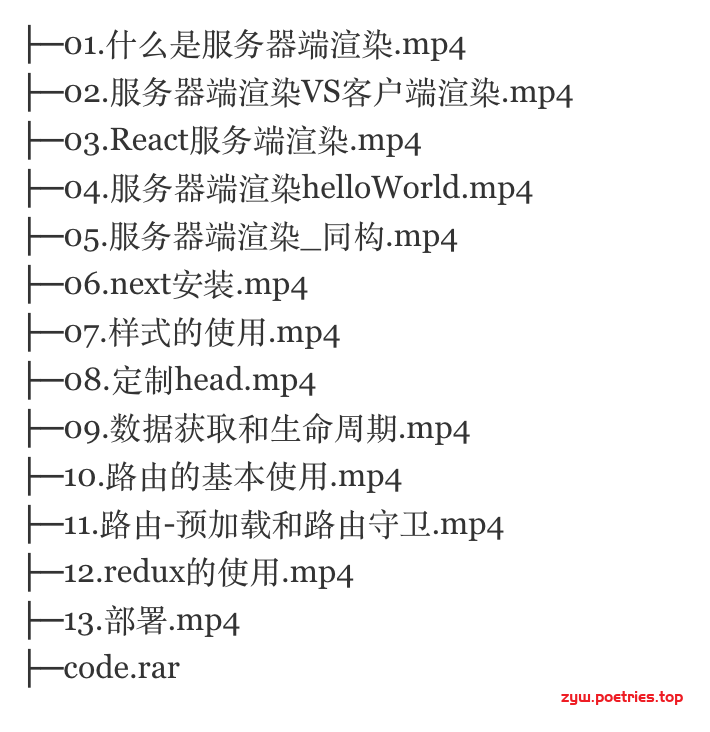 ├─01.什么是服务器端渲染.mp4
├─02.服务器端渲染VS客户端渲染.mp4
├─03.React服务端渲染.mp4
├─04.服务器端渲染helloWorld.mp4
├─05.服务器端渲染_同构.mp4
├─06.next安装.mp4
├─07.样式的使用.mp4
├─08.定制head.mp4
├─09.数据获取和生命周期.mp4
├─10.路由的基本使用.mp4
├─11.路由-预加载和路由守卫.mp4
├─12.redux的使用.mp4
├─13.部署.mp4
├─code.rar
zyw.poetries.top